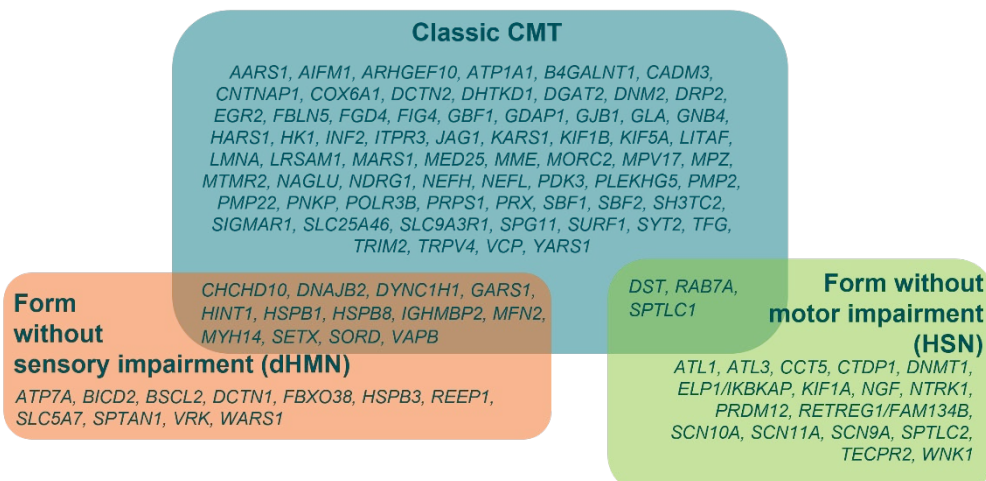 Classic CMT
AARS1, AIFM1, ARHGEF10, ATP1A1, B4GALNT1, CADM3,
CNTNAP1, COX6A1, DCTN2, DHTKD1, DGAT2, DNM2, DRP2,
EGR2, FBLN5, FGD4, FIG4, GBF1, GDAP1, GJB1, GLA, GNB4,
HARS1, HK1, INF2, ITPR3, JAG1, KARS1, KIF1B, KIF5A, LITAF,
LMNA, LRSAM1, MARS1, MED25, MME, MORC2, MPV17, MPZ,
MTMR2, NAGLU, NDRG1, NEFH, NEFL, PDK3, PLEKHG5, PMP2,
PMP22, PNKP, POLR3B, PRPS1, PRX, SBF1, SBF2, SH3TC2,
SIGMAR1, SLC25A46, SLC9A3R1, SPG11, SURF1, SYT2, TFG,
TRIM2, TRPV4, VCP, YARS1
CHCHD10, DNAJB2, DYNC1H1, GARS1,
HINT1, HSPB1, HSPB8, IGHMBP2, MFN2,
MYH14, SETX, SORD, VAPB
Form
without
sensory impairment (dHMN)
ATP7A, BICD2, BSCL2, DCTN1, FBXO38, HSPB3, REEP1,
SLC5A7, SPTAN1, VRK, WARS1
DST, RAB7A,
SPTLC1
Form without
motor impairment
(HSN)
ATL1, ATL3, CCT5, CTDP1, DNMT1,
ELP1/IKBKAP, KIF1A, NGF, NTRK1,
PRDM12, RETREG1/FAM134B,
SCN10A, SCN11A, SCN9A, SPTLC2,
TECPR2, WNK1